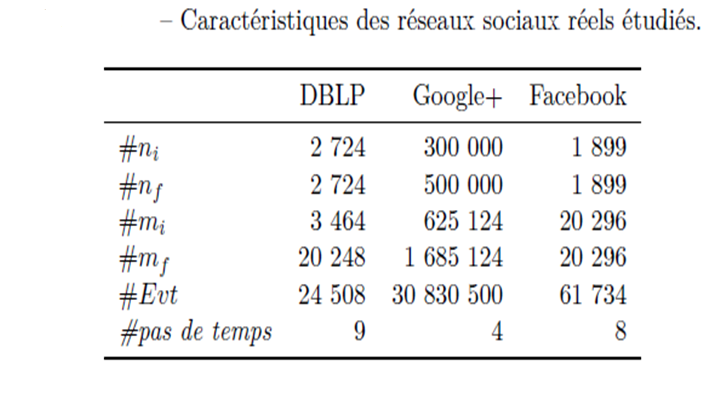 – Caractéristiques des réseaux sociaux réels étudiés.
DBLP Google+ Facebook
#nᵢ 2 724 300 000 1 899
#n_f 2 724 500 000 1 899
#mᵢ 3 464 625 124 20 296
#m_f 20 248 1 685 124 20 296
#Evt 24 508 30 830 500 61 734
#pas de temps 9 4 8